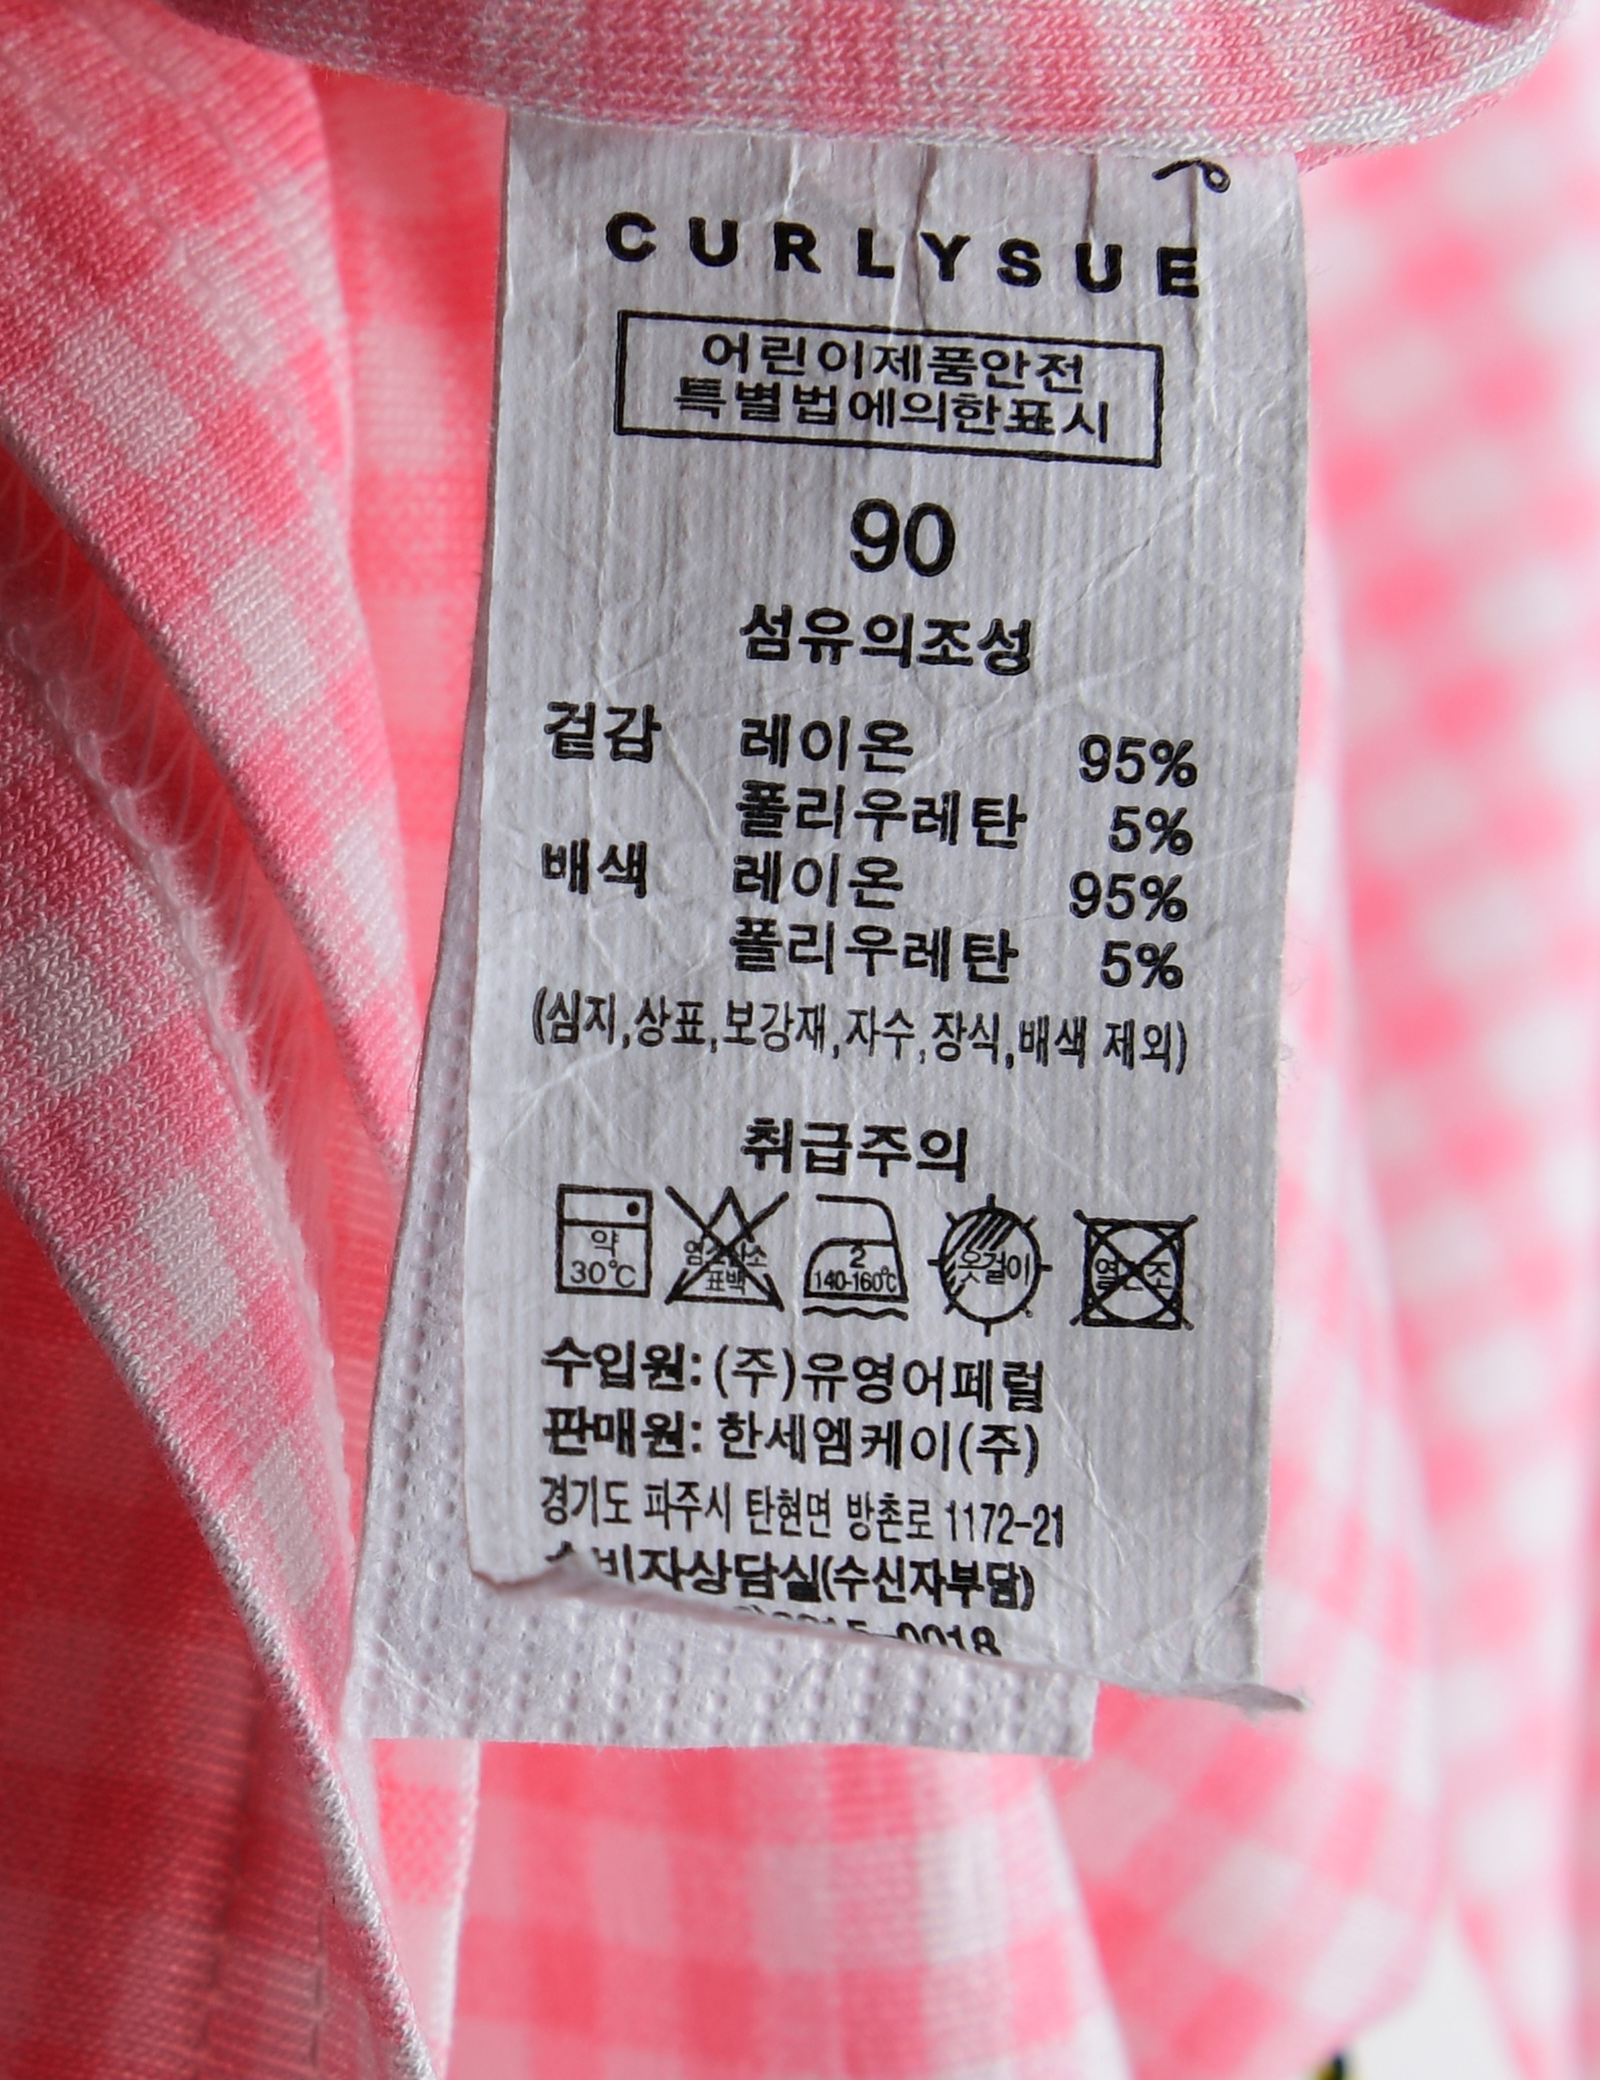 CURLYSUE
어린이제품안전
특별법에의한표시
90
섬유의조성
겉감 레이온 95%
폴리우레탄 5%
배색 레이온 95%
폴리우레탄 5%
(심지,상표,보강재,자수,장식,배색 제외)
취급주의
약 30℃
표백
2 140-160℃
옷걸이
수입원: (주)유영어페럴
판매원: 한세엠케이(주)
경기도 파주시 탄현면 방촌로 1172-21
소비자상담실(수신자부담)
-0018